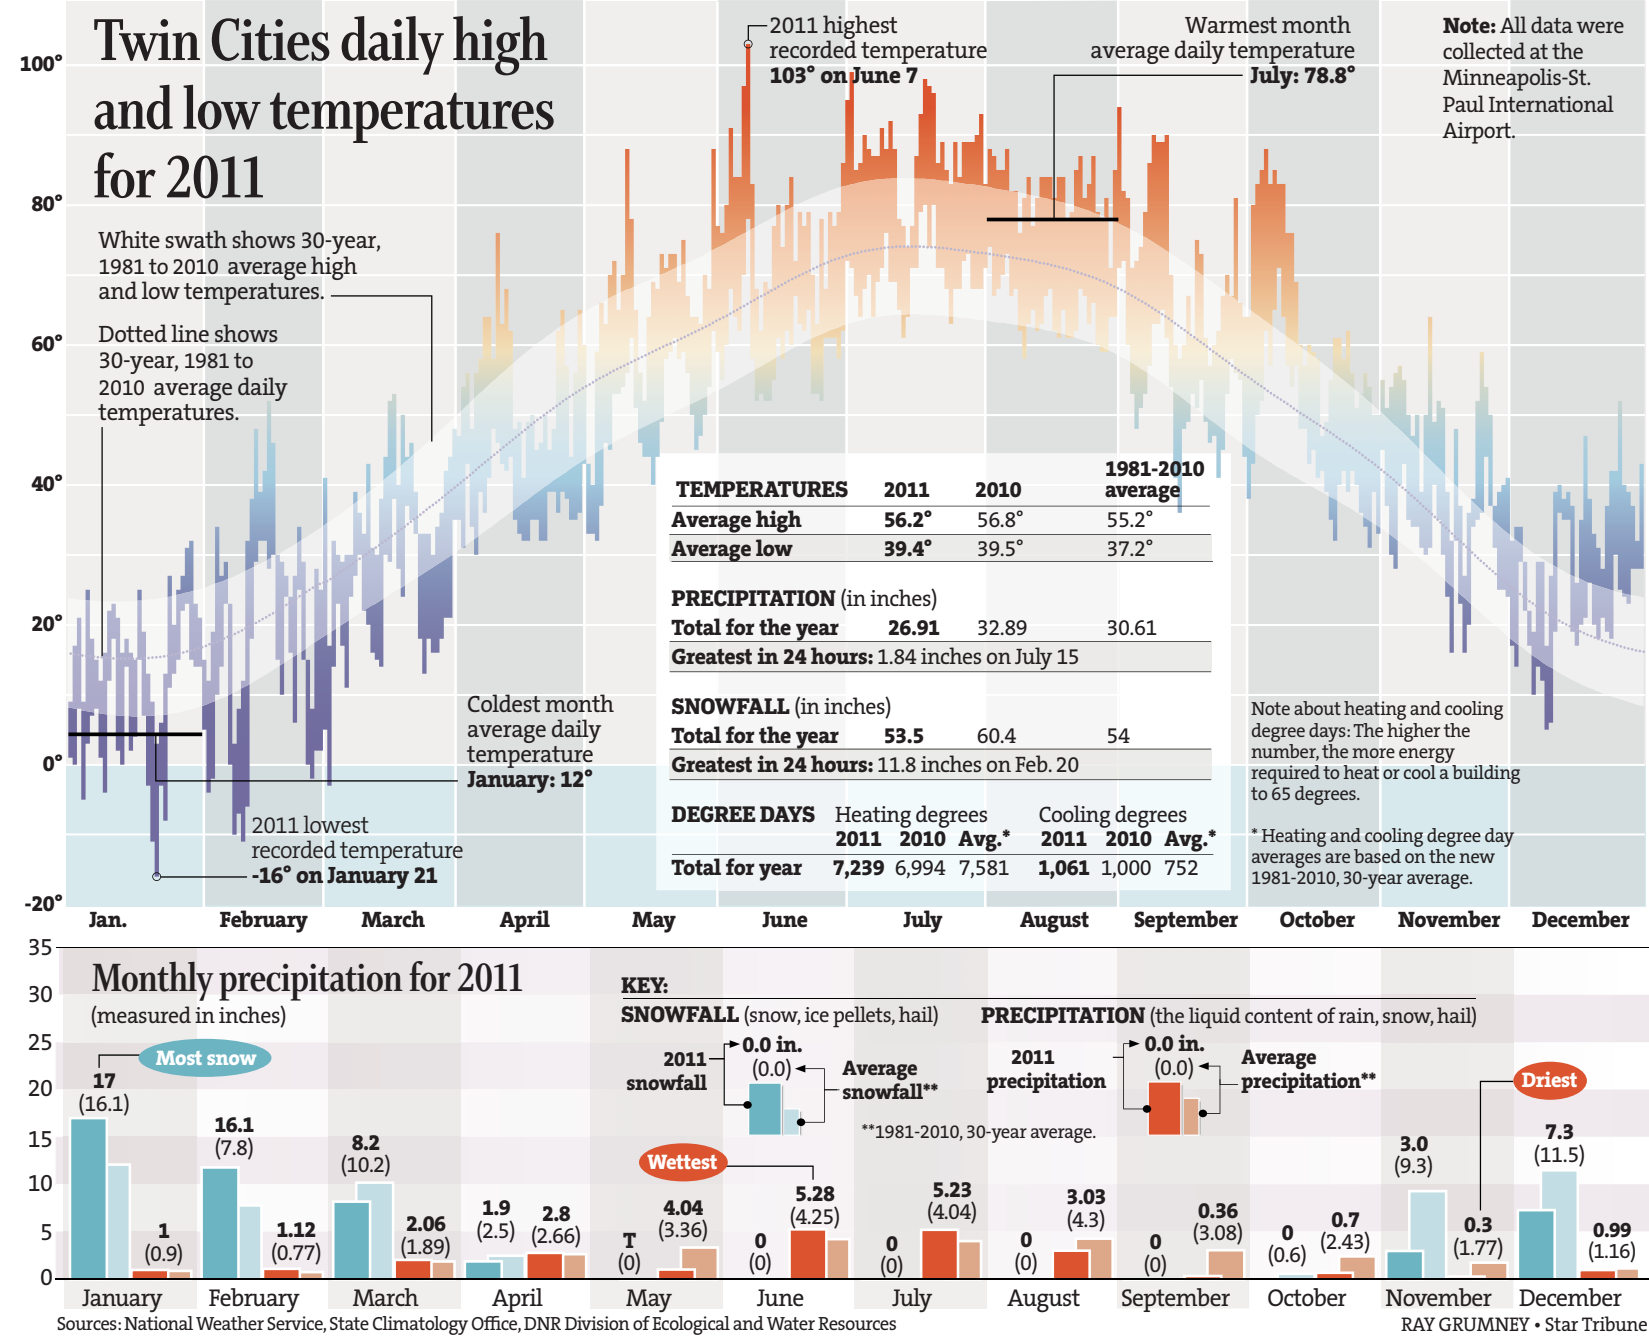 Twin Cities daily high
and low temperatures
for 2011
White swath shows 30-year,
1981 to 2010 average high
and low temperatures.
Dotted line shows
30-year, 1981 to
2010 average daily
temperatures.
2011 highest
recorded temperature
103° on June 7
Warmest month
average daily temperature
July: 78.8°
Note: All data were
collected at the
Minneapolis-St.
Paul International
Airport.
100°
80°
60°
40°
20°
0°
-20°
Coldest month
average daily
temperature
January: 12°
2011 lowest
recorded temperature
-16° on January 21
TEMPERATURES 2011 2010 1981-2010 average
Average high 56.2° 56.8° 55.2°
Average low 39.4° 39.5° 37.2°
PRECIPITATION (in inches)
Total for the year 26.91 32.89 30.61
Greatest in 24 hours: 1.84 inches on July 15
SNOWFALL (in inches)
Total for the year 53.5 60.4 54
Greatest in 24 hours: 11.8 inches on Feb. 20
DEGREE DAYS Heating degrees Cooling degrees
2011 2010 Avg.* 2011 2010 Avg.*
Total for year 7,239 6,994 7,581 1,061 1,000 752
Note about heating and cooling
degree days: The higher the
number, the more energy
required to heat or cool a building
to 65 degrees.
* Heating and cooling degree day
averages are based on the new
1981-2010, 30-year average.
Jan. February March April May June July August September October November December
Monthly precipitation for 2011
(measured in inches)
35
30
25
20
15
10
5
0
KEY:
SNOWFALL (snow, ice pellets, hail)
2011
snowfall
0.0 in.
(0.0)
Average
snowfall**
PRECIPITATION (the liquid content of rain, snow, hail)
2011
precipitation
0.0 in.
(0.0)
Average
precipitation**
**1981-2010, 30-year average.
Most snow
Wettest
Driest
17
(16.1)
1
(0.9)
16.1
(7.8)
1.12
(0.77)
8.2
(10.2)
2.06
(1.89)
1.9
(2.5)
2.8
(2.66)
T
(0)
4.04
(3.36)
0
(0)
5.28
(4.25)
0
(0)
5.23
(4.04)
0
(0)
3.03
(4.3)
0
(0)
0.36
(3.08)
0
(0.6)
0.7
(2.43)
3.0
(9.3)
0.3
(1.77)
7.3
(11.5)
0.99
(1.16)
January February March April May June July August September October November December
Sources: National Weather Service, State Climatology Office, DNR Division of Ecological and Water Resources
RAY GRUMNEY • Star Tribune